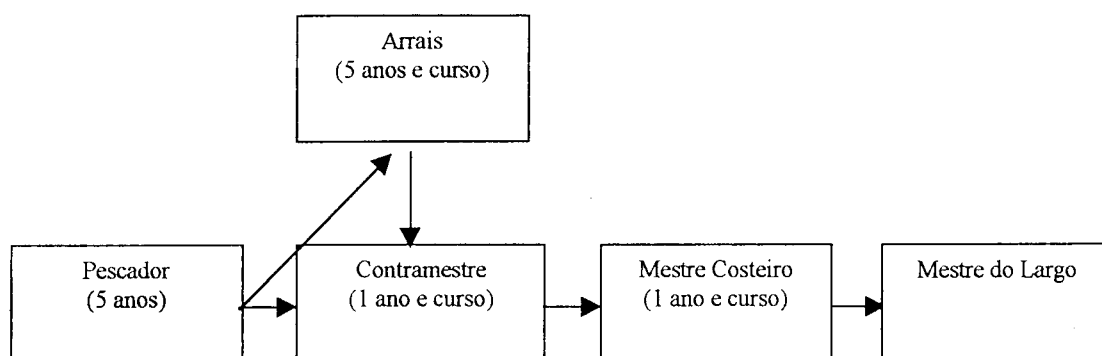 Arrais
(5 anos e curso)
Pescador
(5 anos)
Contramestre
(1 ano e curso)
Mestre Costeiro
(1 ano e curso)
Mestre do Largo